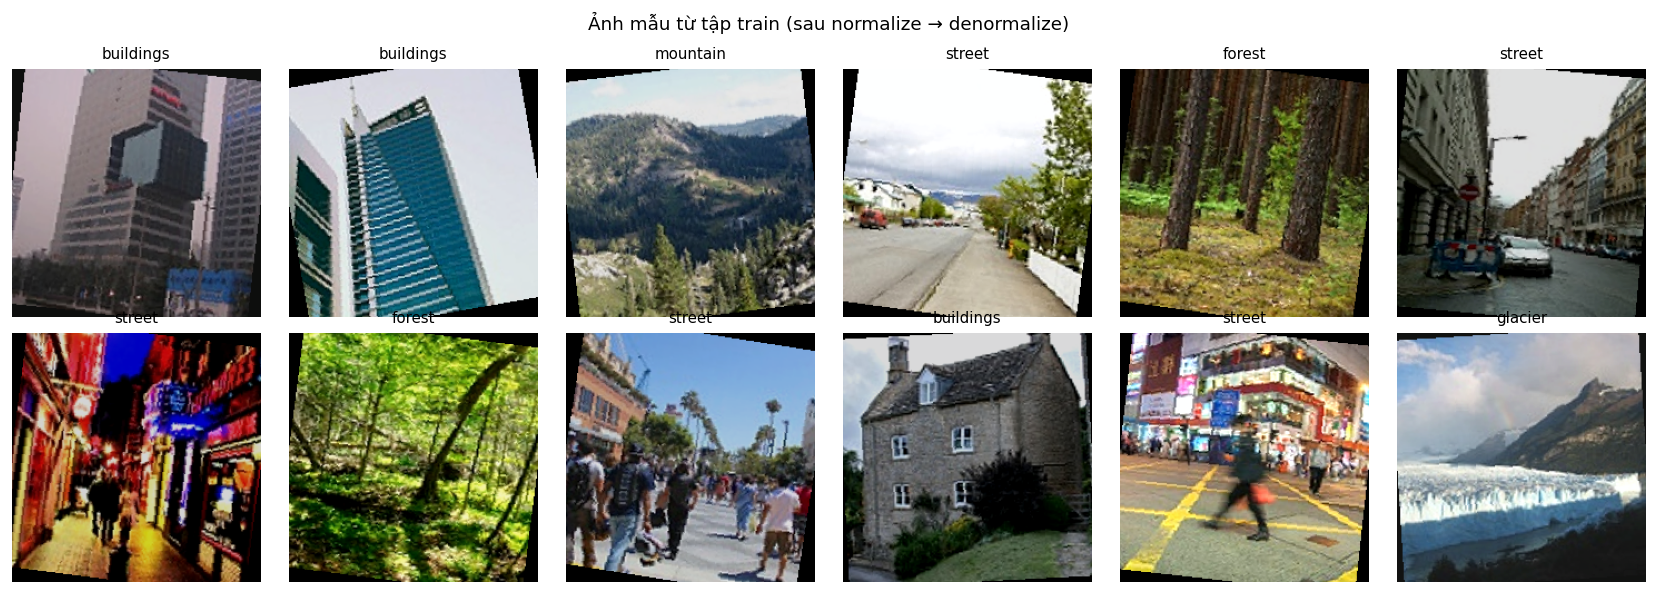 Ảnh mẫu từ tập train (sau normalize → denormalize)
buildings
buildings
mountain
street
forest
street
street
forest
street
buildings
street
glacier